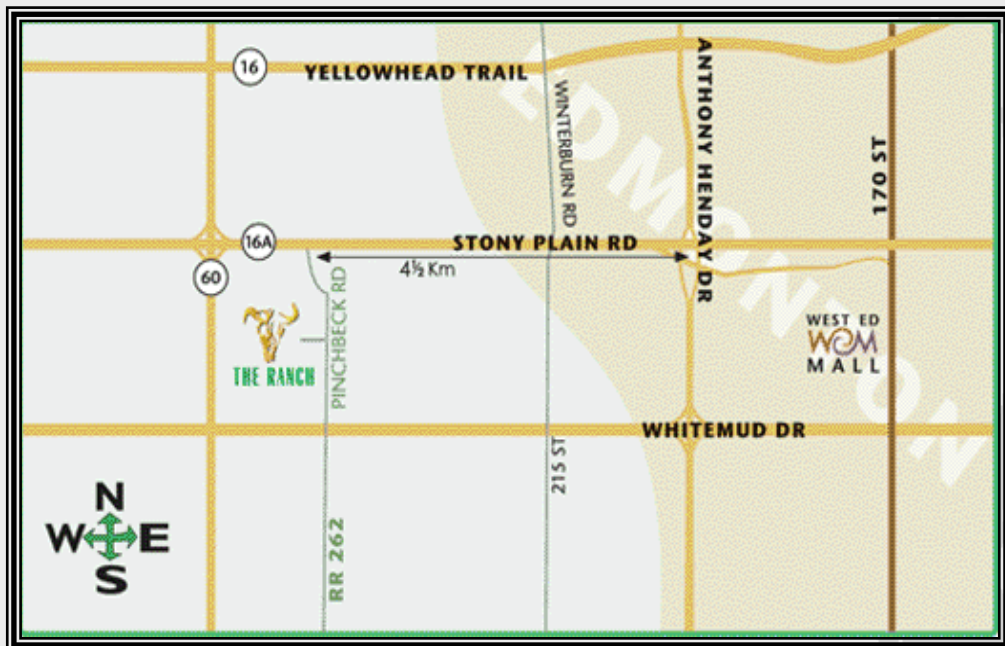 16
YELLOWHEAD TRAIL
WINTERBURN RD
ANTHONY HENDAY DR
EDMONTON
170 ST
16A
STONY PLAIN RD
4½ Km
60
PINCHBECK RD
THE RANCH
WEST ED
WEM
MALL
WHITEMUD DR
215 ST
RR 262
N
W E
S